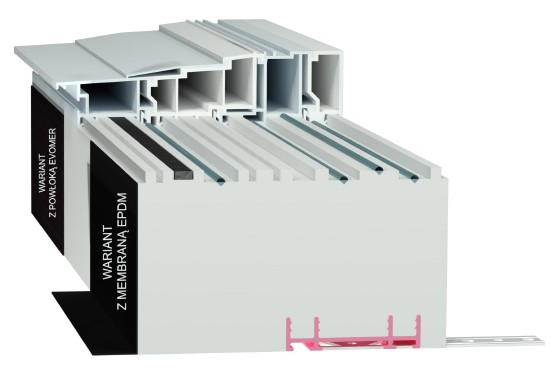 WARIANT
Z POWŁOKĄ EVOMER
WARIANT
Z MEMBRANĄ EPDM